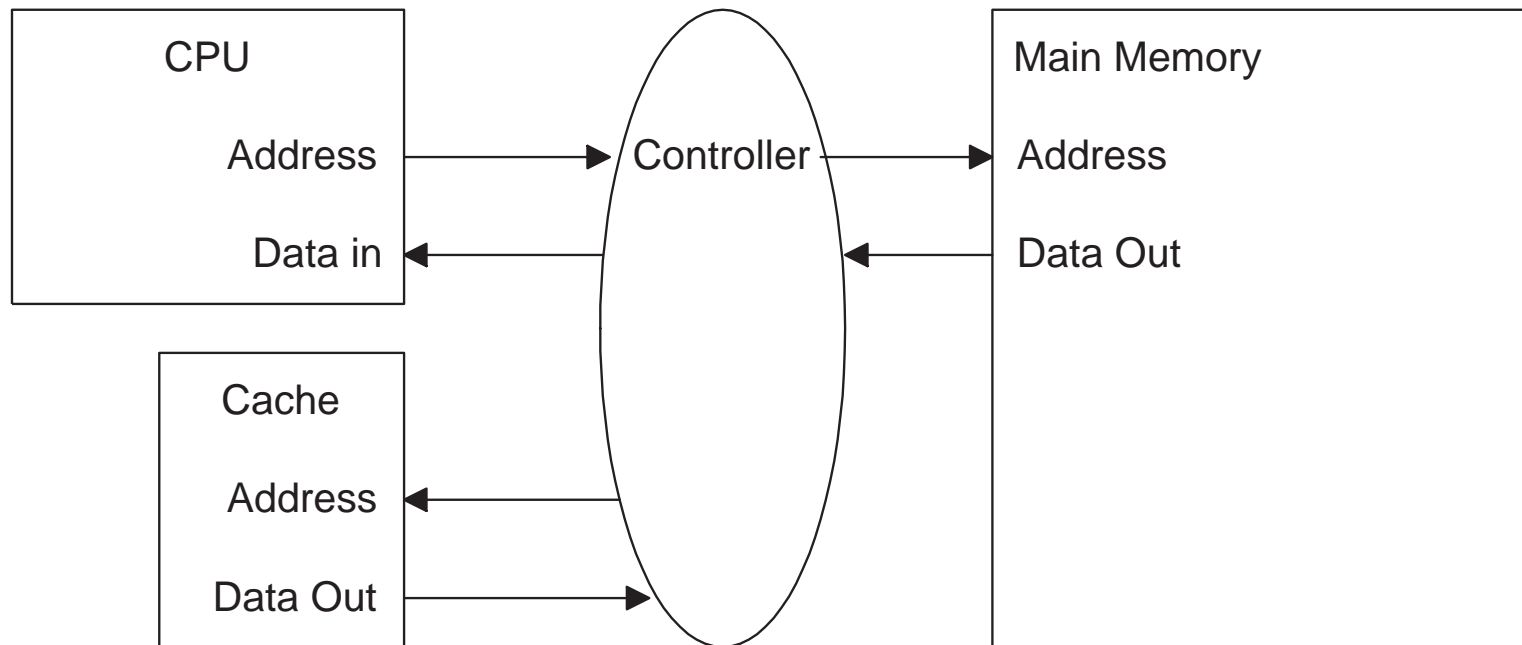 CPU
Address
Data in
Cache
Address
Data Out
Controller
Main Memory
Address
Data Out